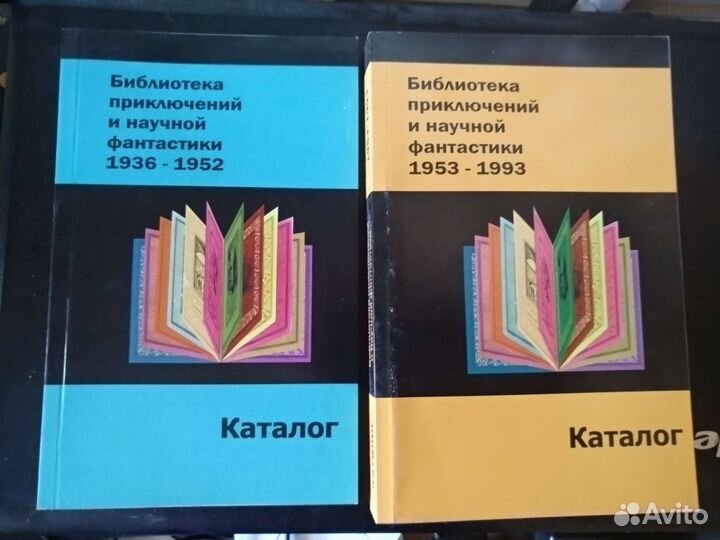 Библиотека
приключений
и научной
фантастики
1936 - 1952
Каталог
Библиотека
приключений
и научной
фантастики
1953 - 1993
Каталог
Avito